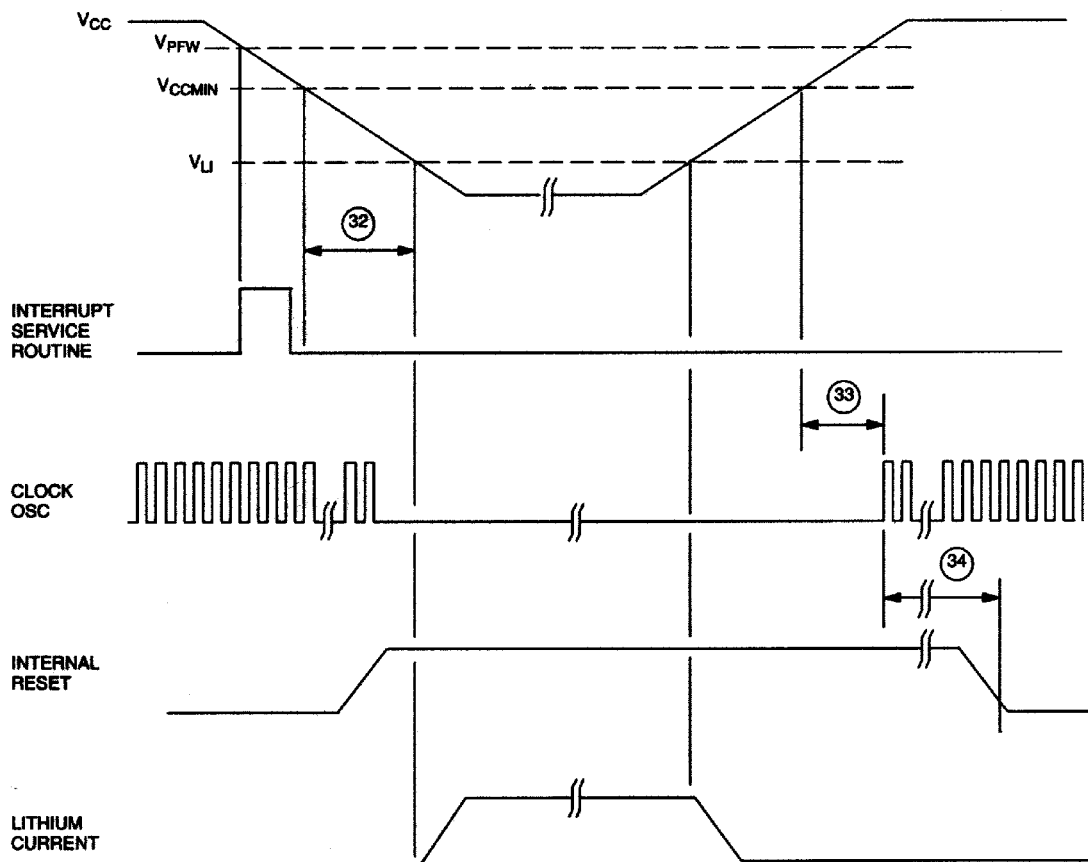 VCC
VPFW
VCCMIN
VLI
32
INTERRUPT
SERVICE
ROUTINE
33
CLOCK
OSC
34
INTERNAL
RESET
LITHIUM
CURRENT